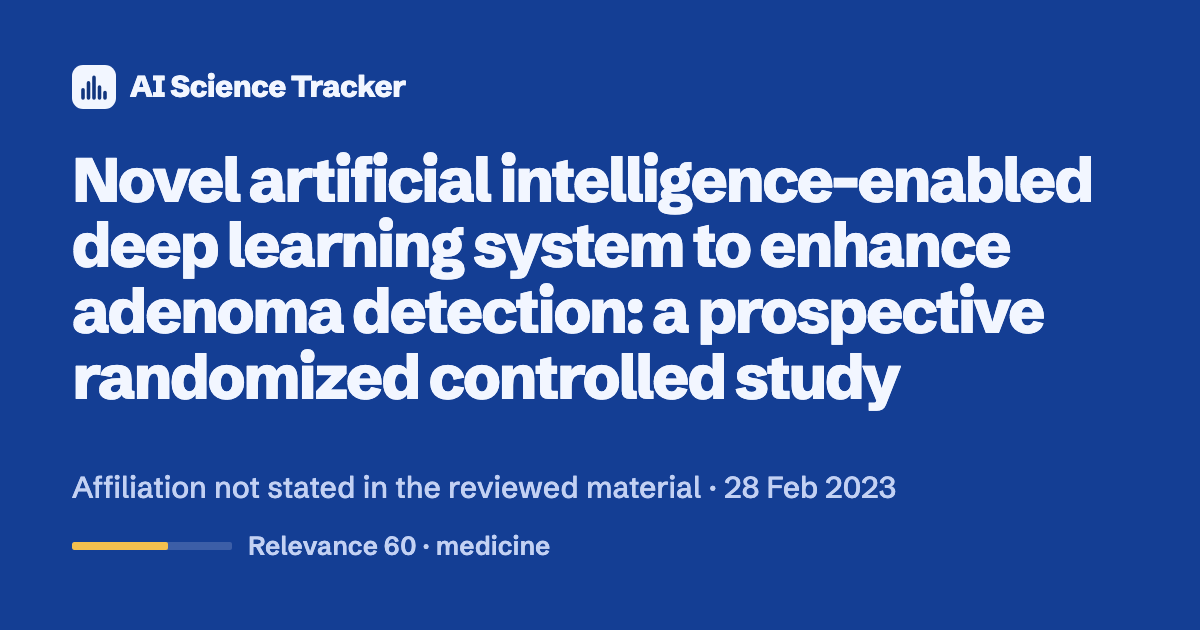 AI Science Tracker
Novel artificial intelligence-enabled
deep learning system to enhance
adenoma detection: a prospective
randomized controlled study
Affiliation not stated in the reviewed material · 28 Feb 2023
Relevance 60 · medicine